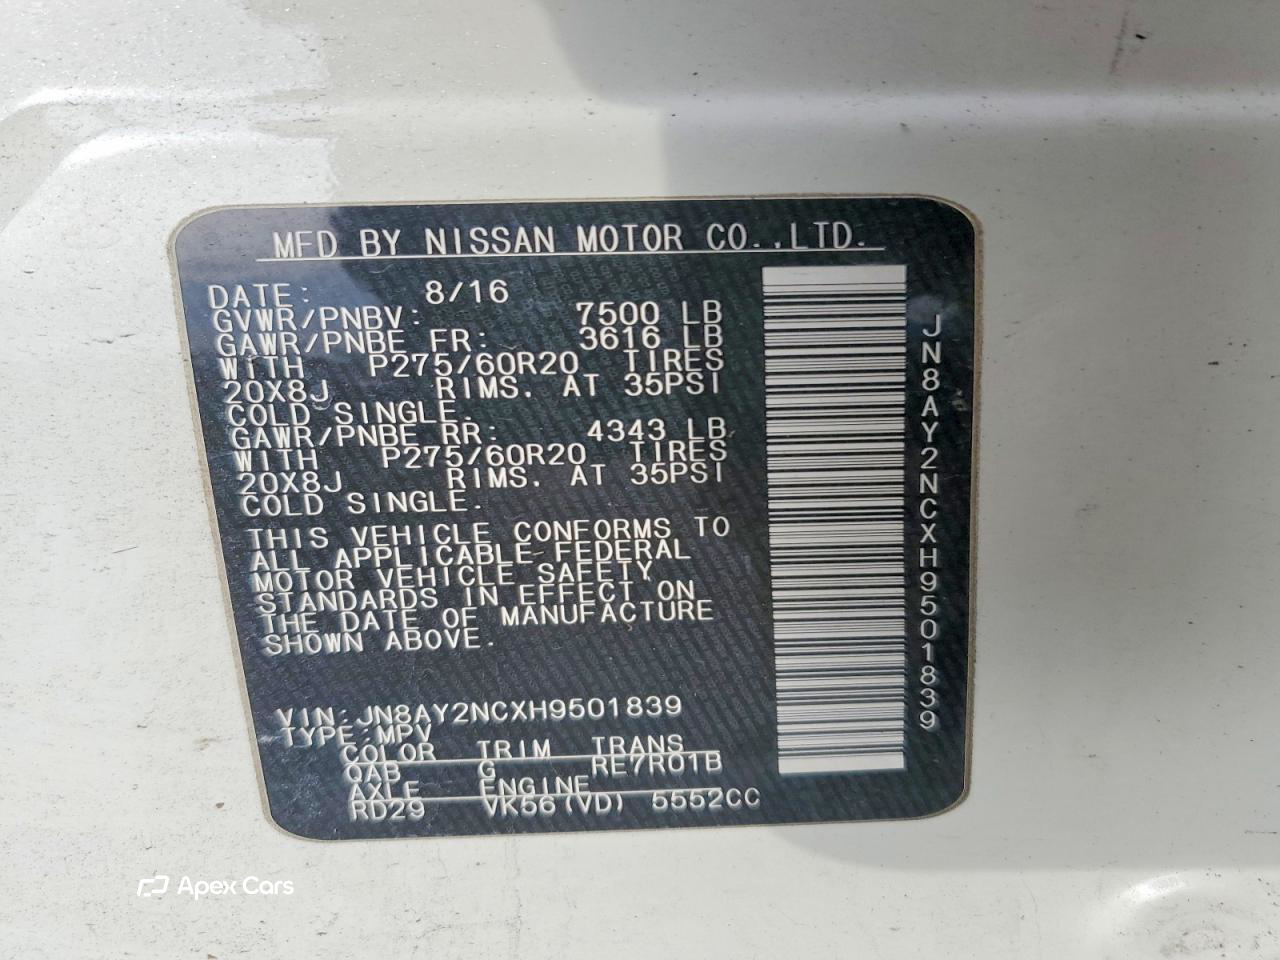 MFD BY NISSAN MOTOR CO.,LTD.
DATE: 8/16
GVWR/PNBV: 7500 LB
GAWR/PNBE FR: 3616 LB
WITH P275/60R20 TIRES
20X8J RIMS. AT 35PSI
COLD SINGLE.
GAWR/PNBE RR: 4343 LB
WITH P275/60R20 TIRES
20X8J RIMS. AT 35PSI
COLD SINGLE.
THIS VEHICLE CONFORMS TO
ALL APPLICABLE FEDERAL
MOTOR VEHICLE SAFETY
STANDARDS IN EFFECT ON
THE DATE OF MANUFACTURE
SHOWN ABOVE.
VIN:JN8AY2NCXH9501839
TYPE:MPV
COLOR TRIM TRANS
QAB G RE7R01B
AXLE ENGINE
RD29 VK56(VD) 5552CC
JN8AY2NCXH9501839
Apex Cars